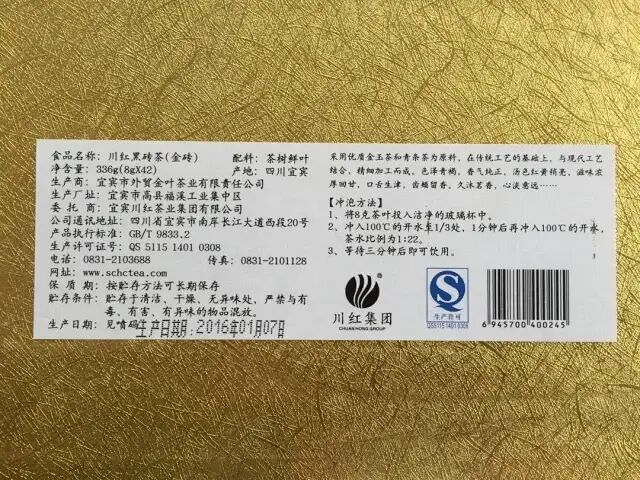 食品名称: 川红黑砖茶(金砖) 配料: 茶树鲜叶
净含量: 336g(8gX42) 产地: 四川宜宾
生产商: 宜宾市外贸金叶茶业有限责任公司
生产厂址: 宜宾市高县福溪工业集中区
委托商: 宜宾川红茶业集团有限公司
公司通讯地址: 四川省宜宾市南岸长江大道西段20号
产品执行标准: GB/T 9833.2
生产许可证号: QS 5115 1401 0308
电话: 0831-2103688 传真: 0831-2101128
网址: www.schctea.com
保质期: 按贮存方法可长期保存
贮存条件: 贮存于清洁、干燥、无异味处,严禁与有
毒、有害、有异味的物品混放。
生产日期: 见喷码
生产日期:2016年01月07日
采用优质金玉茶和青条茶为原料,在传统工艺的基础上,与现代工艺
结合,精细加工而成,色泽青褐,香气纯正,汤色红黄稍亮,滋味浓
厚回甘,口舌生津,齿颊留香,久沐茗香,心淡意远……
【冲泡方法】
1、将8克茶叶投入洁净的玻璃杯中。
2、冲入100℃的开水至1/3处,1分钟后再冲入100℃的开水,
茶水比例为1:22。
3、等待三分钟后即可饮用。
川红集团
CHUANHONG GROUP
QS
生产许可
QS5115 1401 0308
6 945700 400245